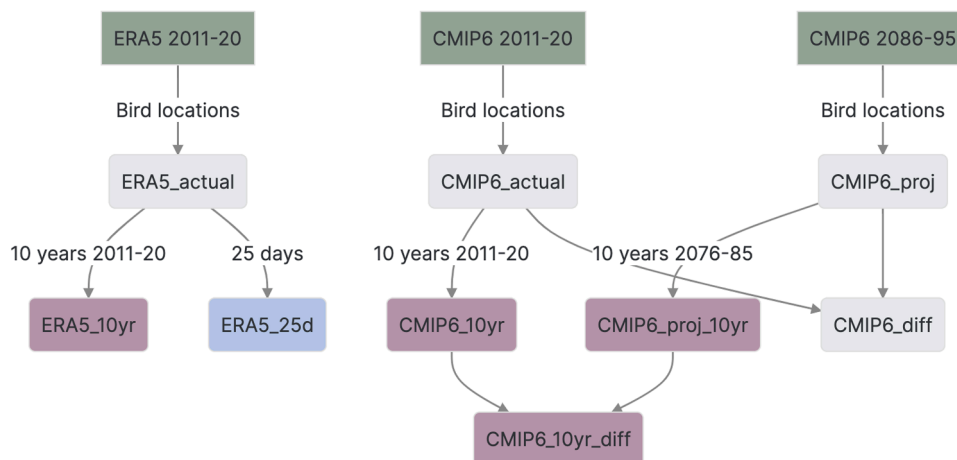 ERA5 2011-20
CMIP6 2011-20
CMIP6 2086-95
Bird locations
Bird locations
Bird locations
ERA5_actual
CMIP6_actual
CMIP6_proj
10 years 2011-20
25 days
10 years 2011-20
10 years 2076-85
ERA5_10yr
ERA5_25d
CMIP6_10yr
CMIP6_proj_10yr
CMIP6_diff
CMIP6_10yr_diff